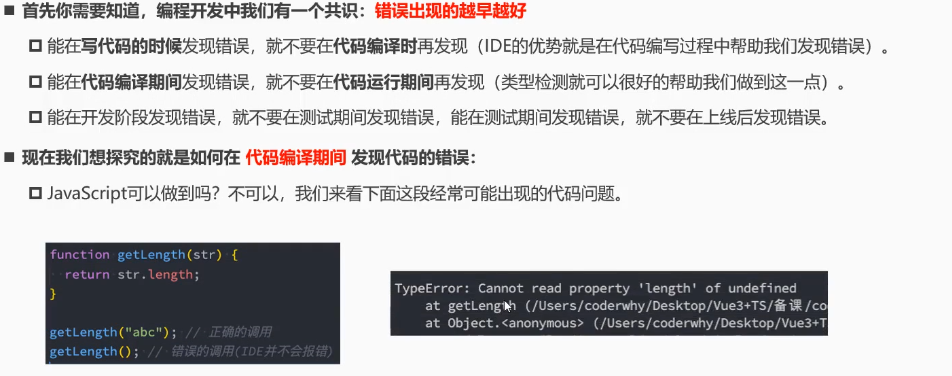 首先你需要知道，编程开发中我们有一个共识：错误出现的越早越好
能在写代码的时候发现错误，就不要在代码编译时再发现（IDE的优势就是在代码编写过程中帮助我们发现错误）。
能在代码编译期间发现错误，就不要在代码运行期间再发现（类型检测就可以很好的帮助我们做到这一点）。
能在开发阶段发现错误，就不要在测试期间发现错误，能在测试期间发现错误，就不要在上线后发现错误。
现在我们想探究的就是如何在 代码编译期间 发现代码的错误：
JavaScript可以做到吗？不可以，我们来看下面这段经常可能出现的代码问题。
function getLength(str) {
  return str.length;
}
getLength("abc"); // 正确的调用
getLength(); // 错误的调用(IDE并不会报错)
TypeError: Cannot read property 'length' of undefined
    at getLength (/Users/coderwhy/Desktop/Vue3+TS/备课/co
    at Object.<anonymous> (/Users/coderwhy/Desktop/Vue3+T